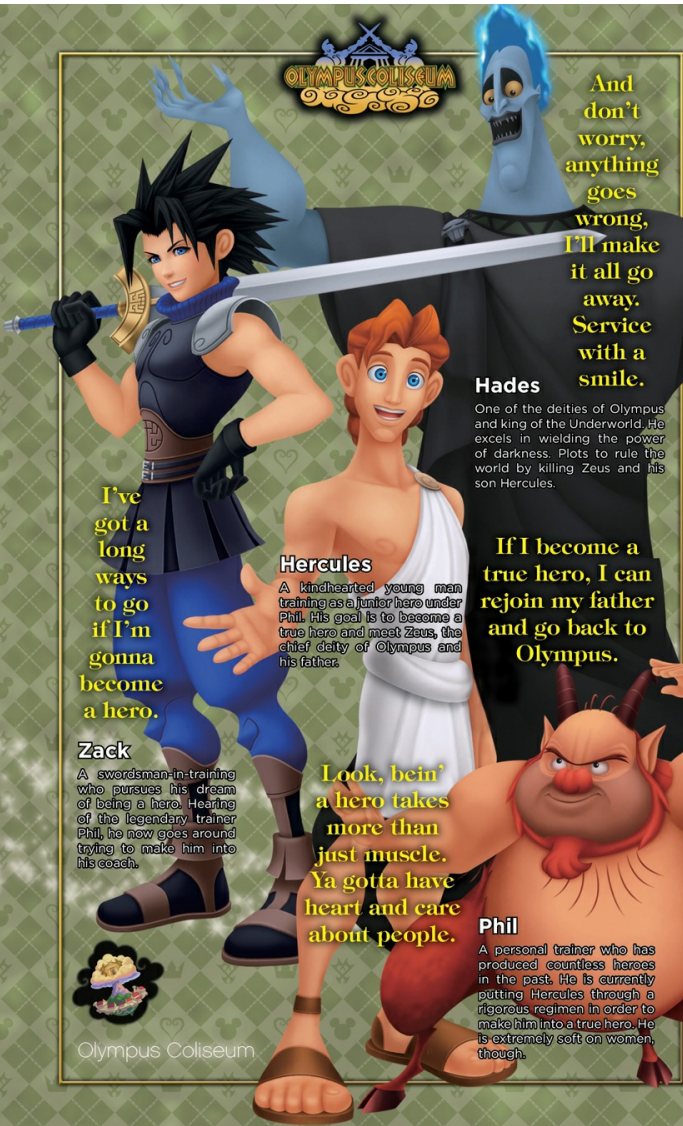 OLYMPUS COLISEUM
And
don't
worry,
anything
goes
wrong,
I'll make
it all go
away.
Service
with a
smile.
Hades
One of the deities of Olympus
and king of the Underworld. He
excels in wielding the power
of darkness. Plots to rule the
world by killing Zeus and his
son Hercules.
I've
got a
long
ways
to go
if I'm
gonna
become
a hero.
Zack
A swordsman-in-training
who pursues his dream
of being a hero. Hearing
of the legendary trainer
Phil, he now goes around
trying to make him into
his coach.
Hercules
A kindhearted young man
training as a junior hero under
Phil. His goal is to become a
true hero and meet Zeus, the
chief deity of Olympus and
his father.
If I become a
true hero, I can
rejoin my father
and go back to
Olympus.
Look, bein'
a hero takes
more than
just muscle.
Ya gotta have
heart and care
about people.
Phil
A personal trainer who has
produced countless heroes
in the past. He is currently
putting Hercules through a
rigorous regimen in order to
make him into a true hero. He
is extremely soft on women,
though.
Olympus Coliseum